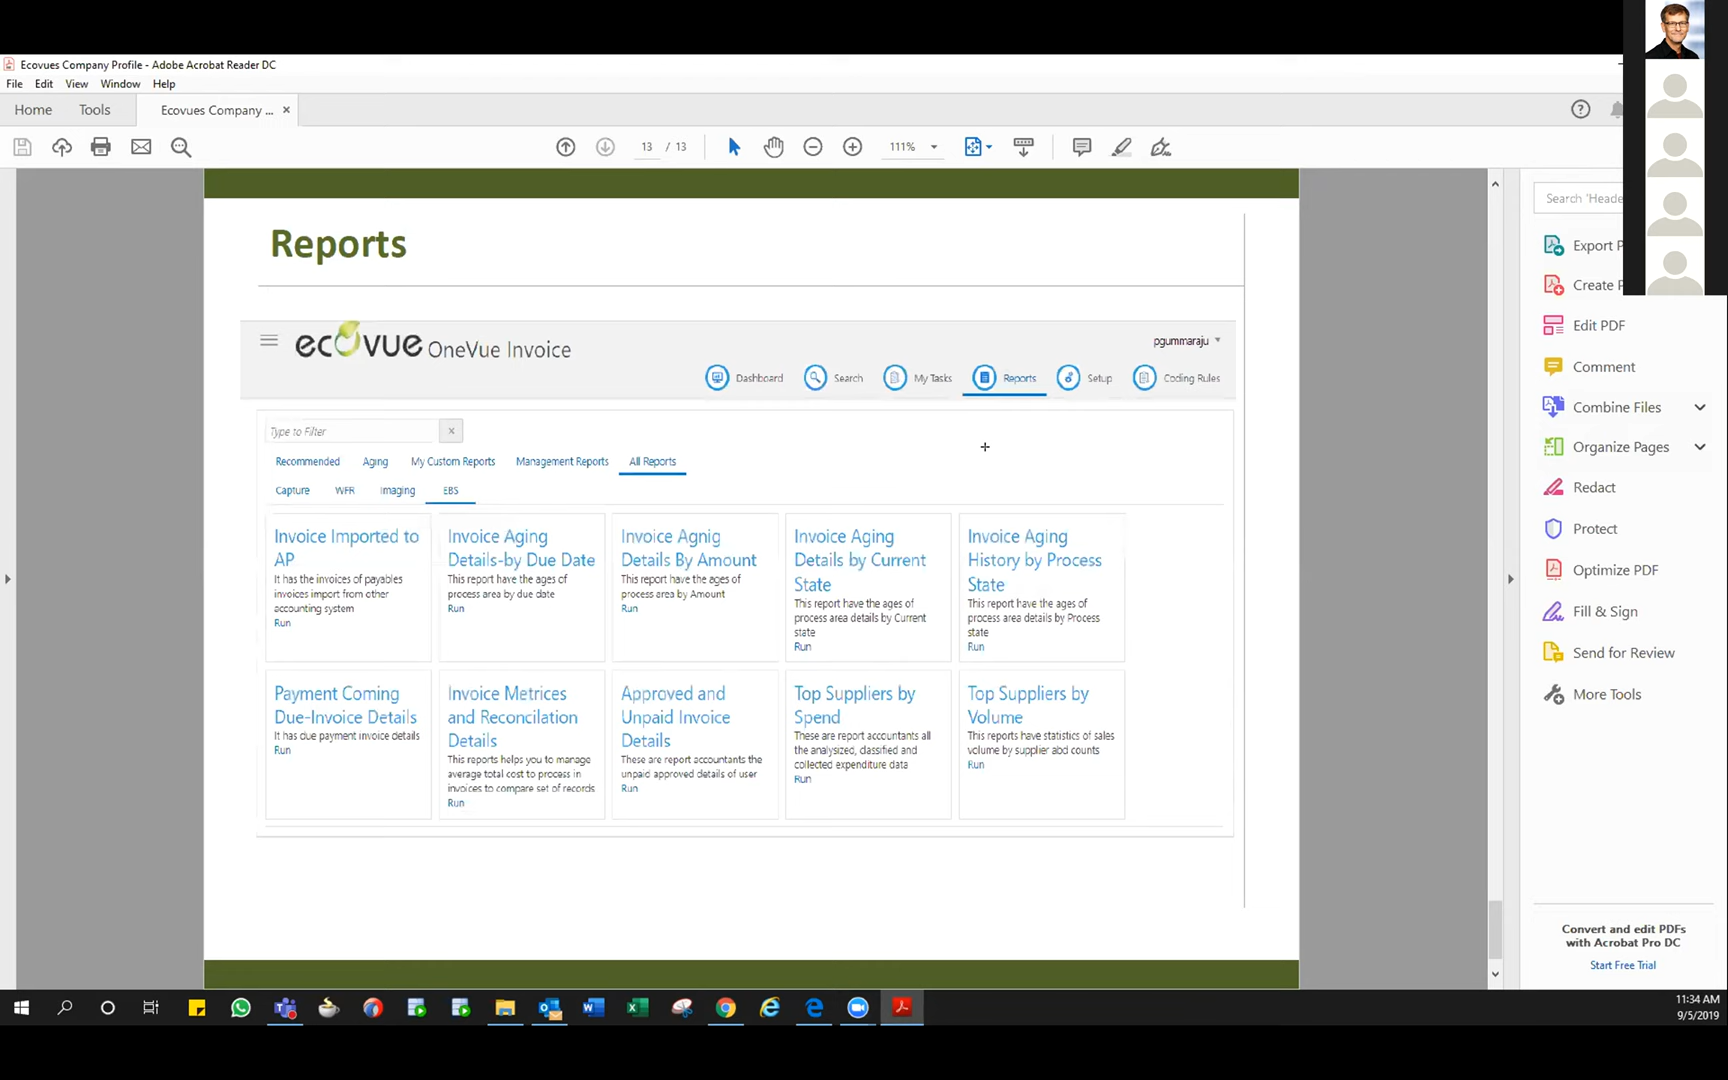 Ecovues Company Profile - Adobe Acrobat Reader DC
File Edit View Window Help
Home Tools Ecovues Company ... ×
13 / 13 111%
Search 'Heade
Export P
Create P
Edit PDF
Comment
Combine Files
Organize Pages
Redact
Protect
Optimize PDF
Fill & Sign
Send for Review
More Tools
Convert and edit PDFs
with Acrobat Pro DC
Start Free Trial
Reports
ecovue OneVue Invoice
pgummaraju
Dashboard Search My Tasks Reports Setup Coding Rules
Type to Filter ×
Recommended Aging My Custom Reports Management Reports All Reports
Capture WFR Imaging EBS
Invoice Imported to
AP
It has the invoices of payables
invoices import from other
accounting system
Run
Invoice Aging
Details-by Due Date
This report have the ages of
process area by due date
Run
Invoice Agnig
Details By Amount
This report have the ages of
process area by Amount
Run
Invoice Aging
Details by Current
State
This report have the ages of
process area details by Current
state
Run
Invoice Aging
History by Process
State
This report have the ages of
process area details by Process
state
Run
Payment Coming
Due-Invoice Details
It has due payment invoice details
Run
Invoice Metrices
and Reconcilation
Details
This reports helps you to manage
average total cost to process in
invoices to compare set of records
Run
Approved and
Unpaid Invoice
Details
These are report accountants the
unpaid approved details of user
Run
Top Suppliers by
Spend
These are report accountants all
the analysized, classified and
collected expenditure data
Run
Top Suppliers by
Volume
This reports have statistics of sales
volume by supplier abd counts
Run
11:34 AM
9/5/2019